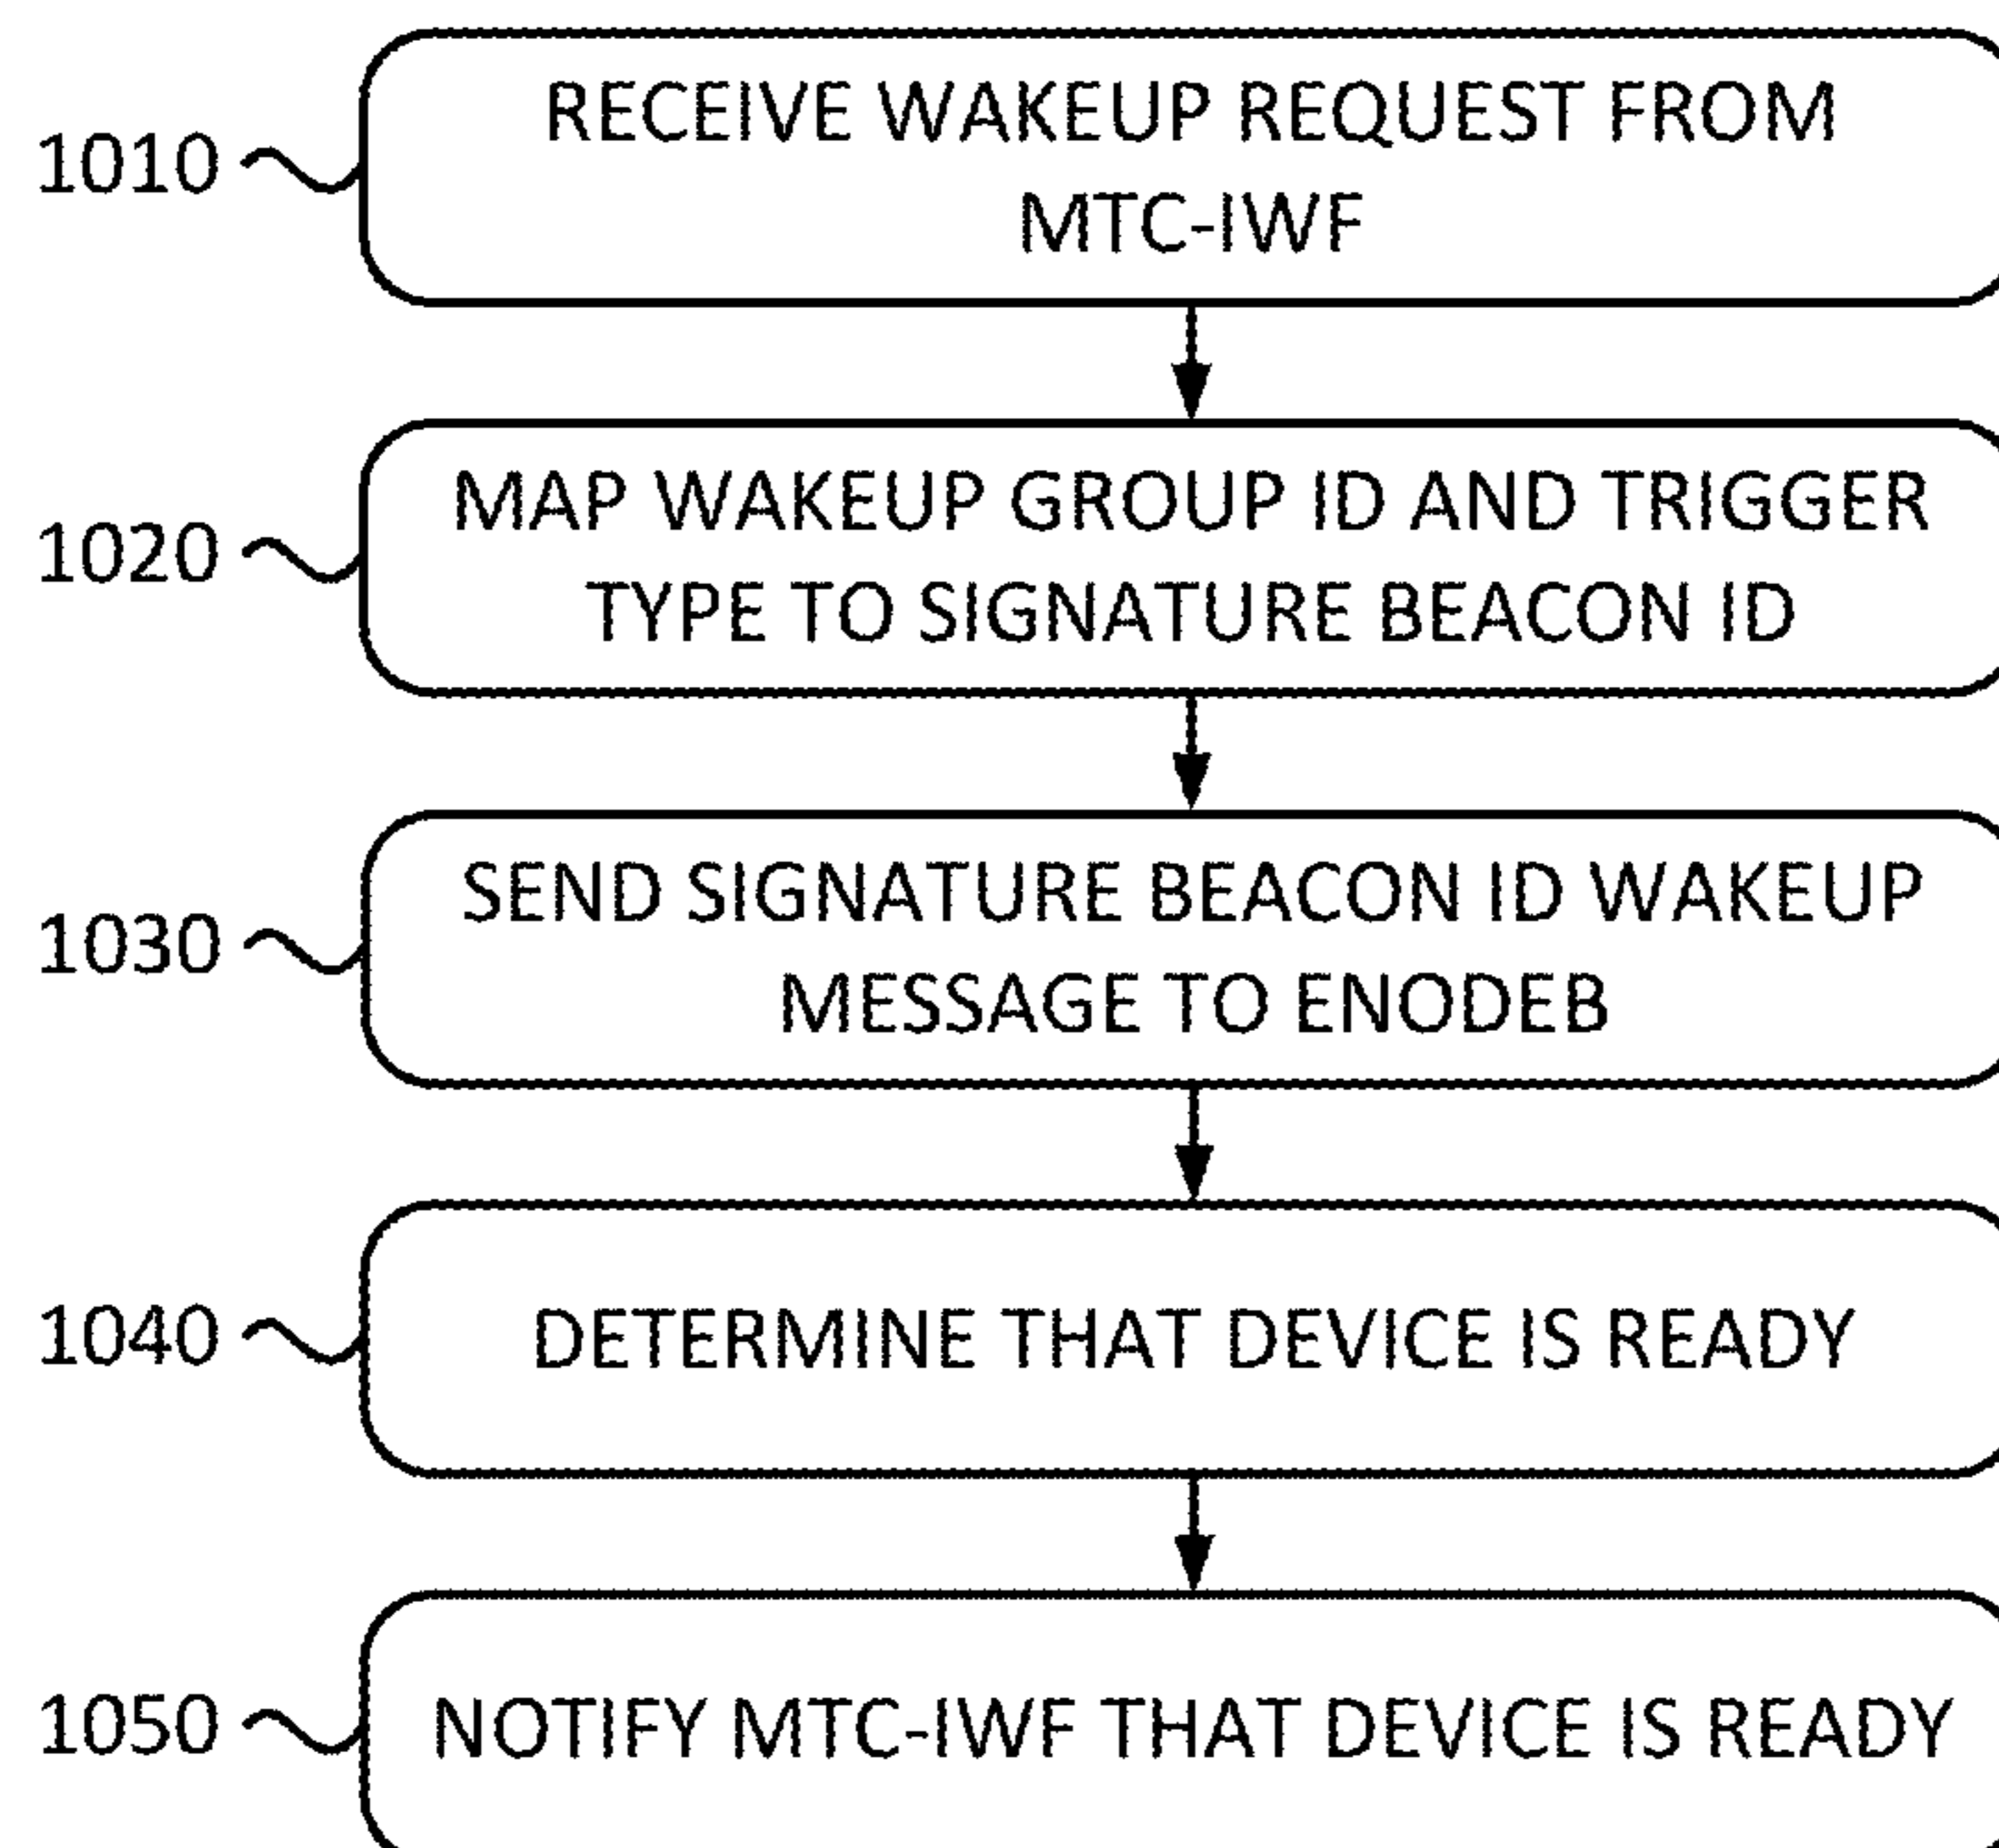 1010
RECEIVE WAKEUP REQUEST FROM
MTC-IWF
1020
MAP WAKEUP GROUP ID AND TRIGGER
TYPE TO SIGNATURE BEACON ID
1030
SEND SIGNATURE BEACON ID WAKEUP
MESSAGE TO ENODEB
1040
DETERMINE THAT DEVICE IS READY
1050
NOTIFY MTC-IWF THAT DEVICE IS READY